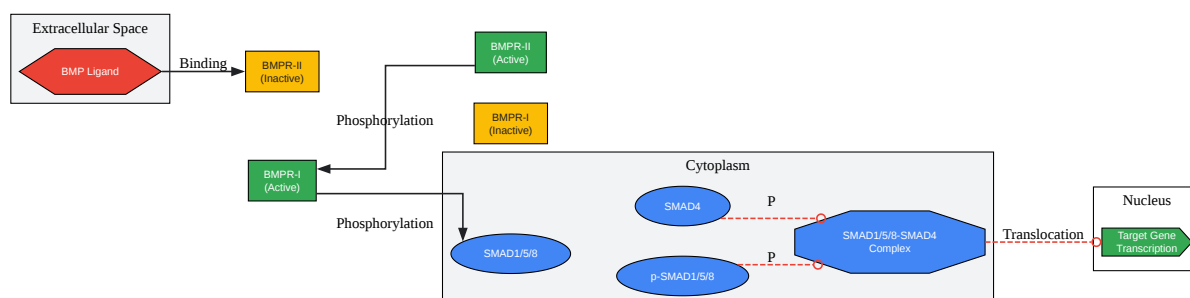 Extracellular Space
BMP Ligand
Binding
BMPR-II
(Inactive)
BMPR-II
(Active)
Phosphorylation
BMPR-I
(Inactive)
BMPR-I
(Active)
Phosphorylation
Cytoplasm
SMAD1/5/8
SMAD4
P
p-SMAD1/5/8
P
SMAD1/5/8-SMAD4
Complex
Translocation
Nucleus
Target Gene
Transcription